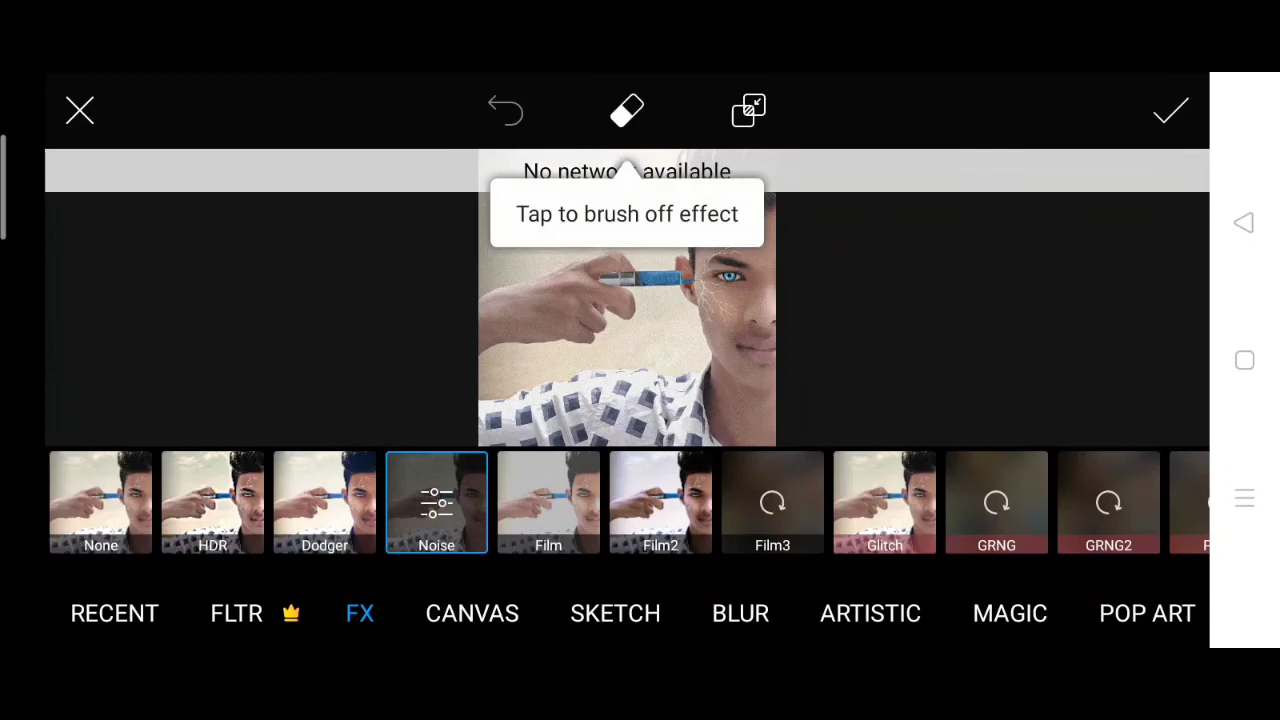 No network available
Tap to brush off effect
None HDR Dodger Noise Film Film2 Film3 Glitch GRNG GRNG2
RECENT FLTR FX CANVAS SKETCH BLUR ARTISTIC MAGIC POP ART